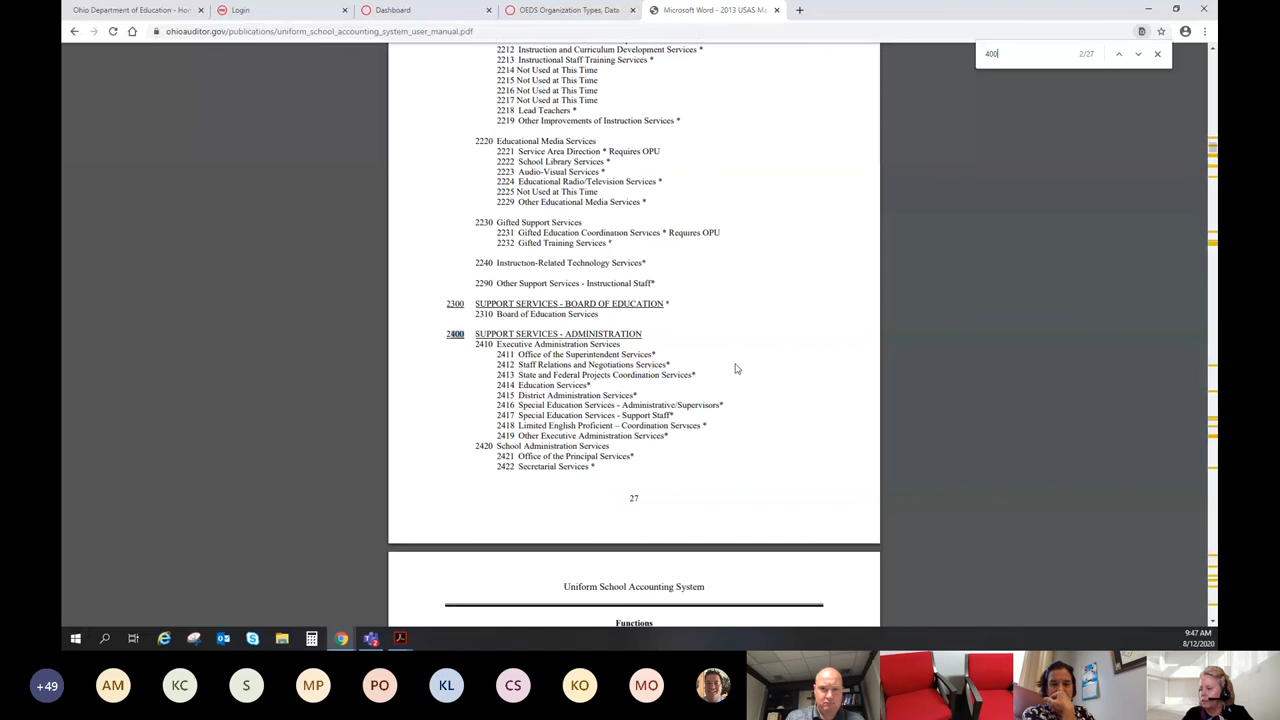 Ohio Department of Education - Hon
Login
Dashboard
OEDS Organization Types, Data
Microsoft Word - 2013 USAS Ma
ohioauditor.gov/publications/uniform_school_accounting_system_user_manual.pdf
400
2/27
2212 Instruction and Curriculum Development Services *
2213 Instructional Staff Training Services *
2214 Not Used at This Time
2215 Not Used at This Time
2216 Not Used at This Time
2217 Not Used at This Time
2218 Lead Teachers *
2219 Other Improvements of Instruction Services *
2220 Educational Media Services
2221 Service Area Direction * Requires OPU
2222 School Library Services *
2223 Audio-Visual Services *
2224 Educational Radio/Television Services *
2225 Not Used at This Time
2229 Other Educational Media Services *
2230 Gifted Support Services
2231 Gifted Education Coordination Services * Requires OPU
2232 Gifted Training Services *
2240 Instruction-Related Technology Services*
2290 Other Support Services - Instructional Staff*
2300 SUPPORT SERVICES - BOARD OF EDUCATION *
2310 Board of Education Services
2400 SUPPORT SERVICES - ADMINISTRATION
2410 Executive Administration Services
2411 Office of the Superintendent Services*
2412 Staff Relations and Negotiations Services*
2413 State and Federal Projects Coordination Services*
2414 Education Services*
2415 District Administration Services*
2416 Special Education Services - Administrative/Supervisors*
2417 Special Education Services - Support Staff*
2418 Limited English Proficient – Coordination Services *
2419 Other Executive Administration Services*
2420 School Administration Services
2421 Office of the Principal Services*
2422 Secretarial Services *
27
Uniform School Accounting System
Functions
9:47 AM
8/12/2020
+49
AM
KC
S
MP
PO
KL
CS
KO
MO